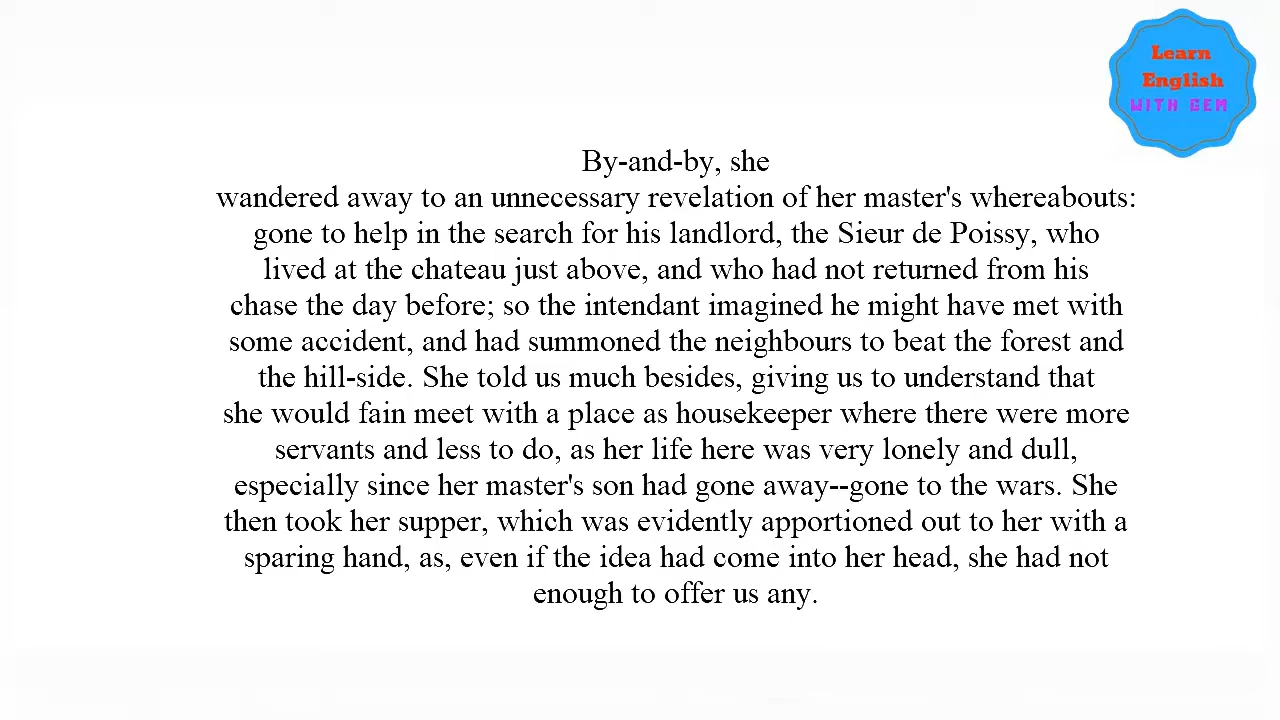 Learn
English
WITH GEM
By-and-by, she
wandered away to an unnecessary revelation of her master's whereabouts:
gone to help in the search for his landlord, the Sieur de Poissy, who
lived at the chateau just above, and who had not returned from his
chase the day before; so the intendant imagined he might have met with
some accident, and had summoned the neighbours to beat the forest and
the hill-side. She told us much besides, giving us to understand that
she would fain meet with a place as housekeeper where there were more
servants and less to do, as her life here was very lonely and dull,
especially since her master's son had gone away--gone to the wars. She
then took her supper, which was evidently apportioned out to her with a
sparing hand, as, even if the idea had come into her head, she had not
enough to offer us any.